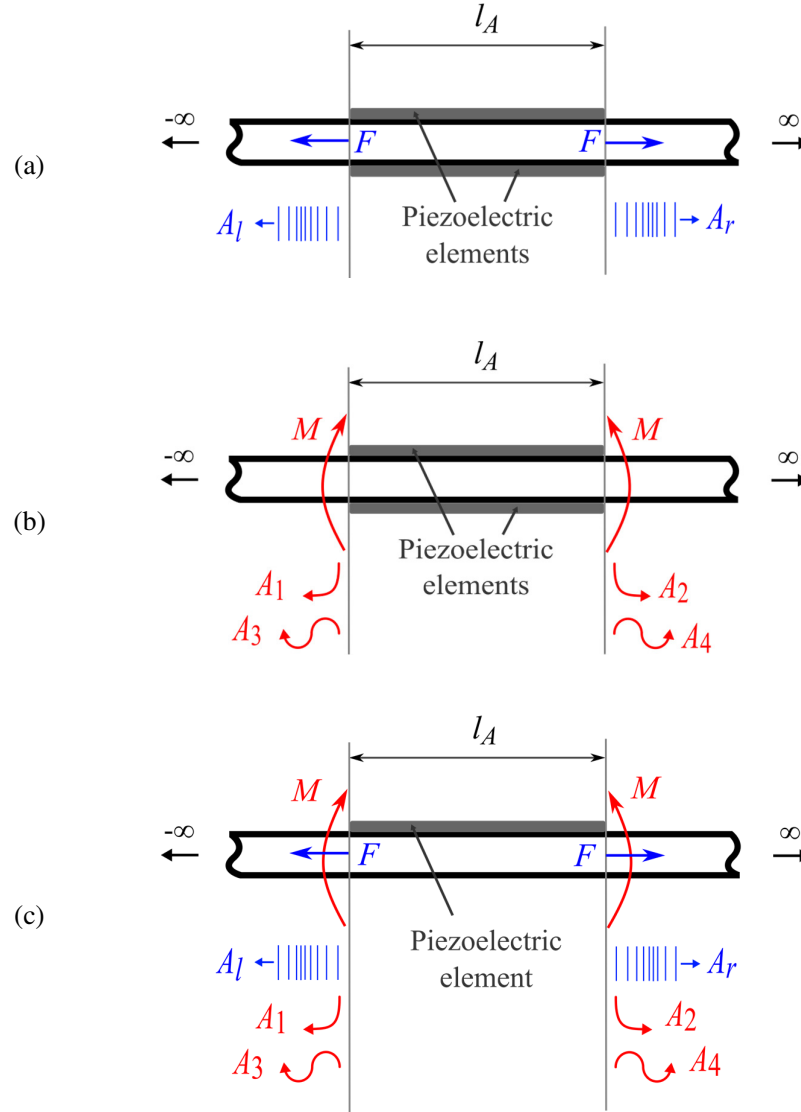 l_A
-∞
∞
(a)
F
F
A_l
A_r
Piezoelectric
elements
l_A
M
M
-∞
∞
(b)
Piezoelectric
elements
A_1
A_2
A_3
A_4
l_A
M
M
-∞
∞
F
F
(c)
Piezoelectric
element
A_l
A_r
A_1
A_2
A_3
A_4